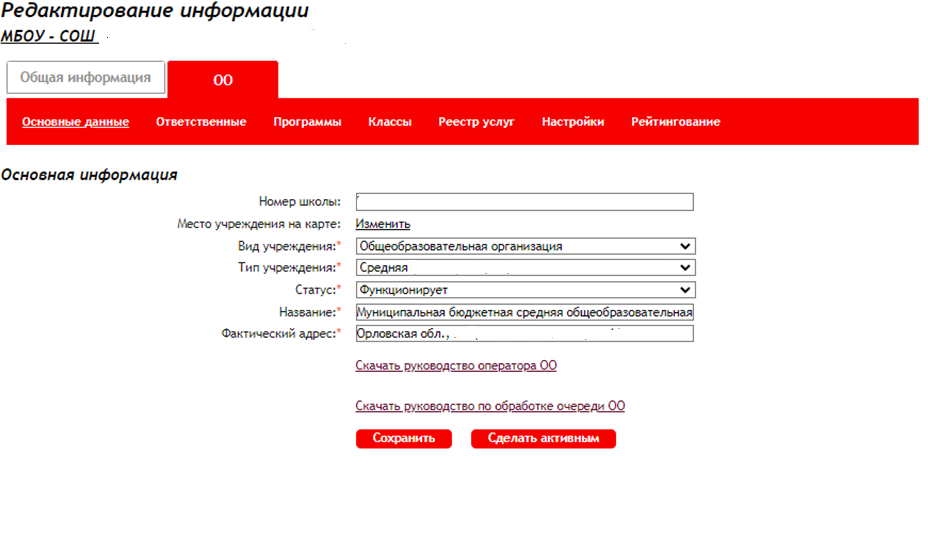 Редактирование информации
МБОУ - СОШ
Общая информация ОО
Основные данные Ответственные Программы Классы Реестр услуг Настройки Рейтингование
Основная информация
Номер школы:
Место учреждения на карте: Изменить
Вид учреждения:* Общеобразовательная организация
Тип учреждения:* Средняя
Статус:* Функционирует
Название:* Муниципальная бюджетная средняя общеобразовательная
Фактический адрес:* Орловская обл.,
Скачать руководство оператора ОО
Скачать руководство по обработке очереди ОО
Сохранить Сделать активным